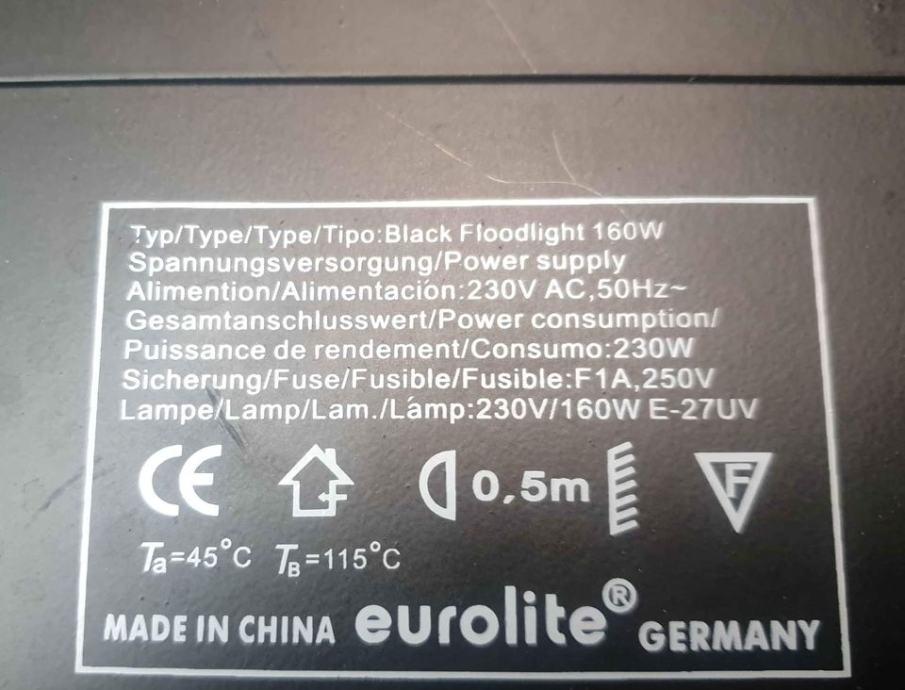 Typ/Type/Type/Tipo:Black Floodlight 160W
Spannungsversorgung/Power supply
Alimention/Alimentación:230V AC,50Hz~
Gesamtanschlusswert/Power consumption/
Puissance de rendement/Consumo:230W
Sicherung/Fuse/Fusible/Fusible:F1A,250V
Lampe/Lamp/Lam./Lámp:230V/160W E-27UV
CE F 0,5m F
Ta=45°C TB=115°C
MADE IN CHINA eurolite® GERMANY